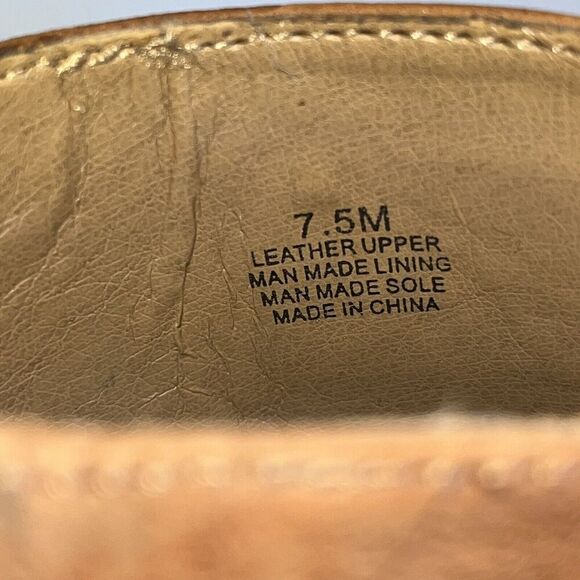 7.5M
LEATHER UPPER
MAN MADE LINING
MAN MADE SOLE
MADE IN CHINA